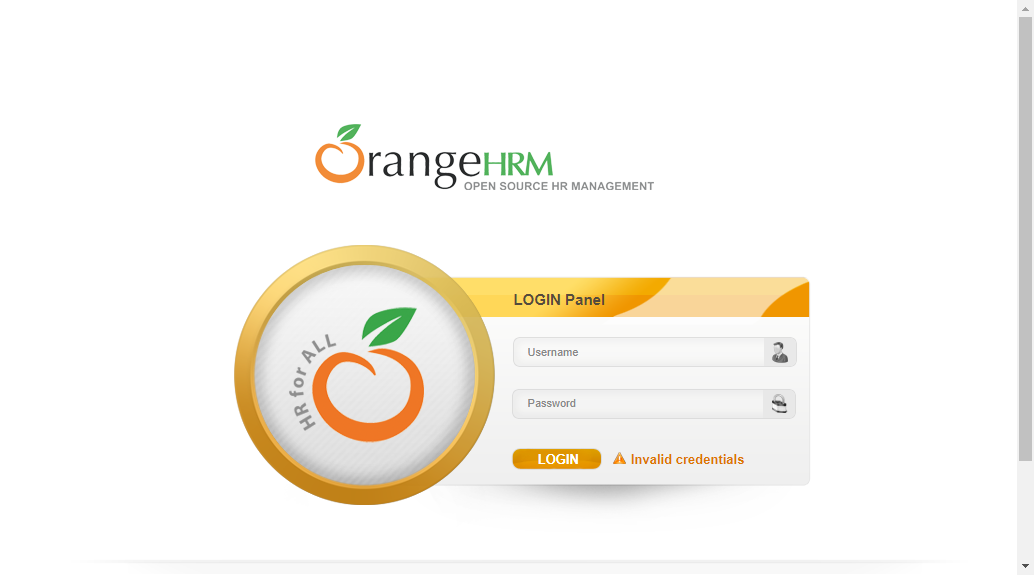 OrangeHRM
OPEN SOURCE HR MANAGEMENT
HR for ALL
LOGIN Panel
Username
Password
LOGIN
Invalid credentials